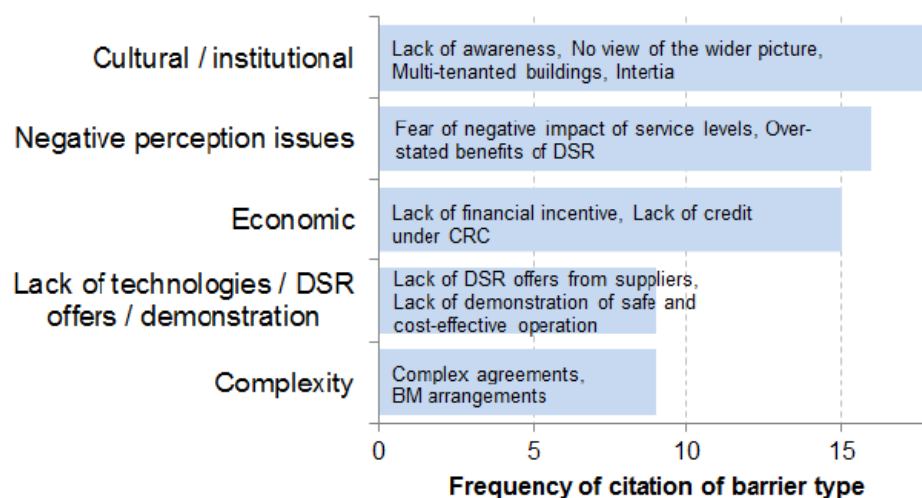 Cultural / institutional
Lack of awareness, No view of the wider picture,
Multi-tenanted buildings, Intertia
Negative perception issues
Fear of negative impact of service levels, Over-
stated benefits of DSR
Economic
Lack of financial incentive, Lack of credit
under CRC
Lack of technologies / DSR
offers / demonstration
Lack of DSR offers from suppliers,
Lack of demonstration of safe and
cost-effective operation
Complexity
Complex agreements,
BM arrangements
0 5 10 15
Frequency of citation of barrier type